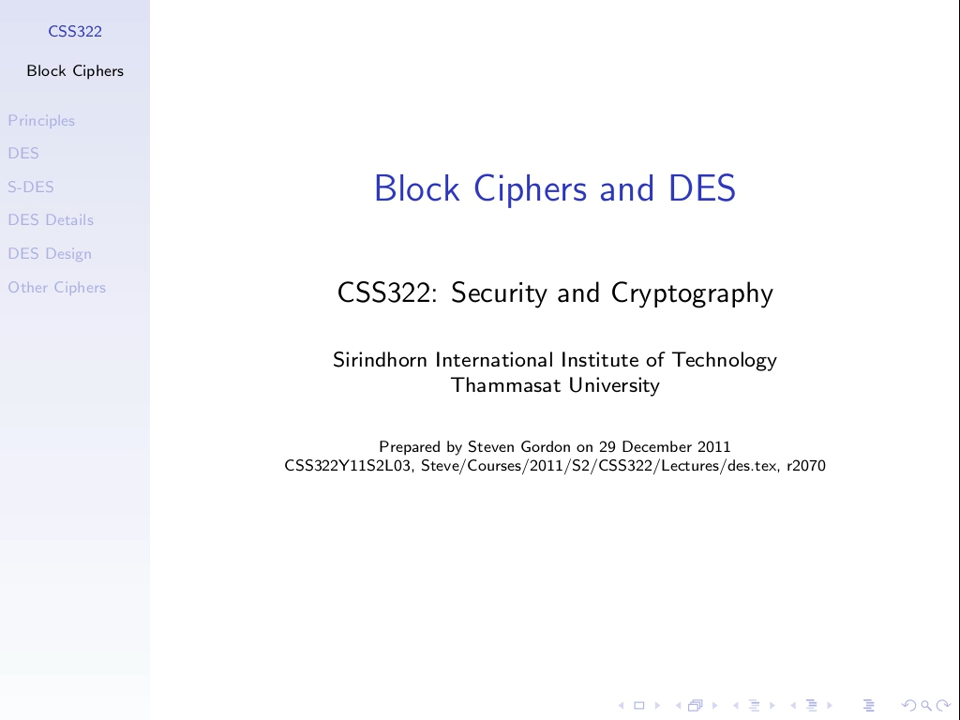 CSS322
Block Ciphers
Principles
DES
S-DES
DES Details
DES Design
Other Ciphers
Block Ciphers and DES
CSS322: Security and Cryptography
Sirindhorn International Institute of Technology
Thammasat University
Prepared by Steven Gordon on 29 December 2011
CSS322Y11S2L03, Steve/Courses/2011/S2/CSS322/Lectures/des.tex, r2070